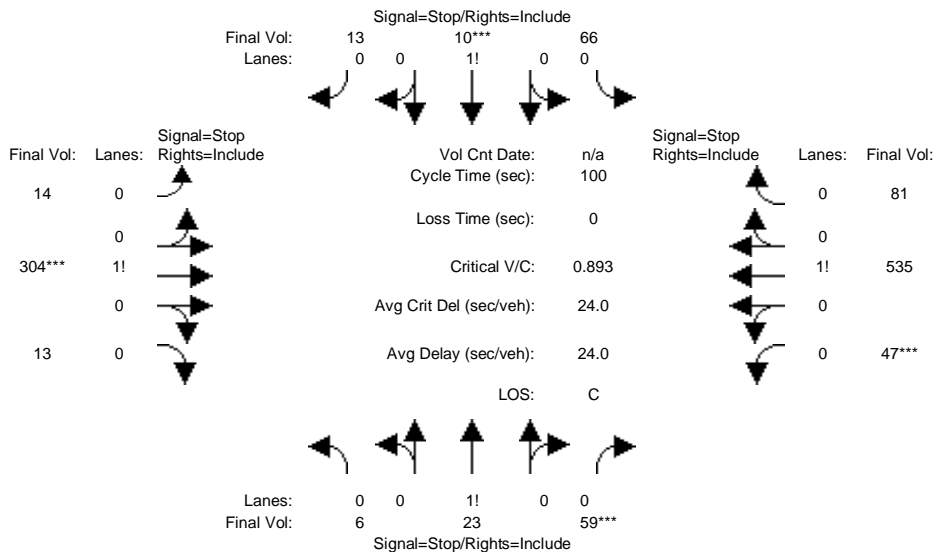 Signal=Stop/Rights=Include
Final Vol: 13 10*** 66
Lanes: 0 0 1! 0 0
Signal=Stop
Final Vol: Lanes: Rights=Include
Vol Cnt Date: n/a
Signal=Stop
Rights=Include Lanes: Final Vol:
Cycle Time (sec): 100
14 0
0 81
Loss Time (sec): 0
0
0
304*** 1!
Critical V/C: 0.893
1! 535
0
Avg Crit Del (sec/veh): 24.0
0
13 0
Avg Delay (sec/veh): 24.0
0 47***
LOS: C
Lanes: 0 0 1! 0 0
Final Vol: 6 23 59***
Signal=Stop/Rights=Include